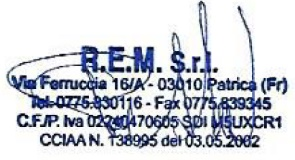 R.E.M. S.r.l.
Via Ferruccia 16/A - 03010 Patrica (Fr)
Tel. 0775.830116 - Fax 0775.839345
C.F./P. Iva 02240470605 SDI M5UXCR1
CCIAA N. 138995 del 03.05.2002